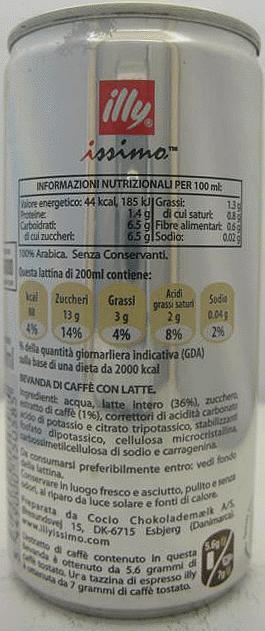 illy
issimo™
INFORMAZIONI NUTRIZIONALI PER 100 ml:
Valore energetico: 44 kcal, 185 kJ Grassi: 1.3 g
Proteine: 1.4 g di cui saturi: 0.8 g
Carboidrati: 6.5 g Fibre alimentari: 0.6 g
di cui zuccheri: 6.5 g Sodio: 0.02 g
100% Arabica. Senza Conservanti.
Questa lattina di 200ml contiene:
kcal Zuccheri Grassi Acidi grassi saturi Sodio
88 13 g 3 g 2 g 0.04 g
4% 14% 4% 8% 2%
% della quantità giornaliera indicativa (GDA)
sulla base di una dieta da 2000 kcal
BEVANDA DI CAFFÈ CON LATTE.
Ingredienti: acqua, latte intero (36%), zucchero,
estratto di caffè (1%), correttori di acidità carbonato
acido di potassio e citrato tripotassico, stabilizzanti
fosfato dipotassico, cellulosa microcristallina,
carbossimetilcellulosa di sodio e carragenina.
Da consumarsi preferibilmente entro: vedi fondo
della lattina.
Conservare in luogo fresco e asciutto, pulito e senza
odori, al riparo da luce solare e fonti di calore.
Preparata da Cocio Chokolademælk A/S,
15, DK-6715 Esbjerg (Danimarca).
www.illyissimo.com
L'estratto di caffè contenuto in questa
bevanda è ottenuto da 5.6 grammi di
caffè tostato. Una tazzina di espresso illy
è ottenuta da 7 grammi di caffè tostato.
5.6g
7g